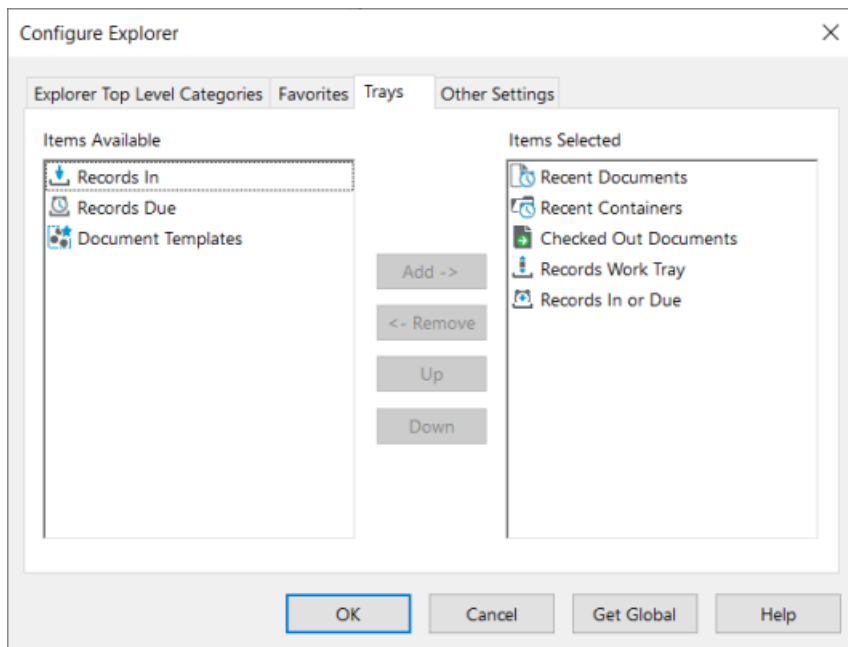 Configure Explorer
Explorer Top Level Categories
Favorites
Trays
Other Settings
Items Available
Records In
Records Due
Document Templates
Add ->
<- Remove
Up
Down
Items Selected
Recent Documents
Recent Containers
Checked Out Documents
Records Work Tray
Records In or Due
OK
Cancel
Get Global
Help